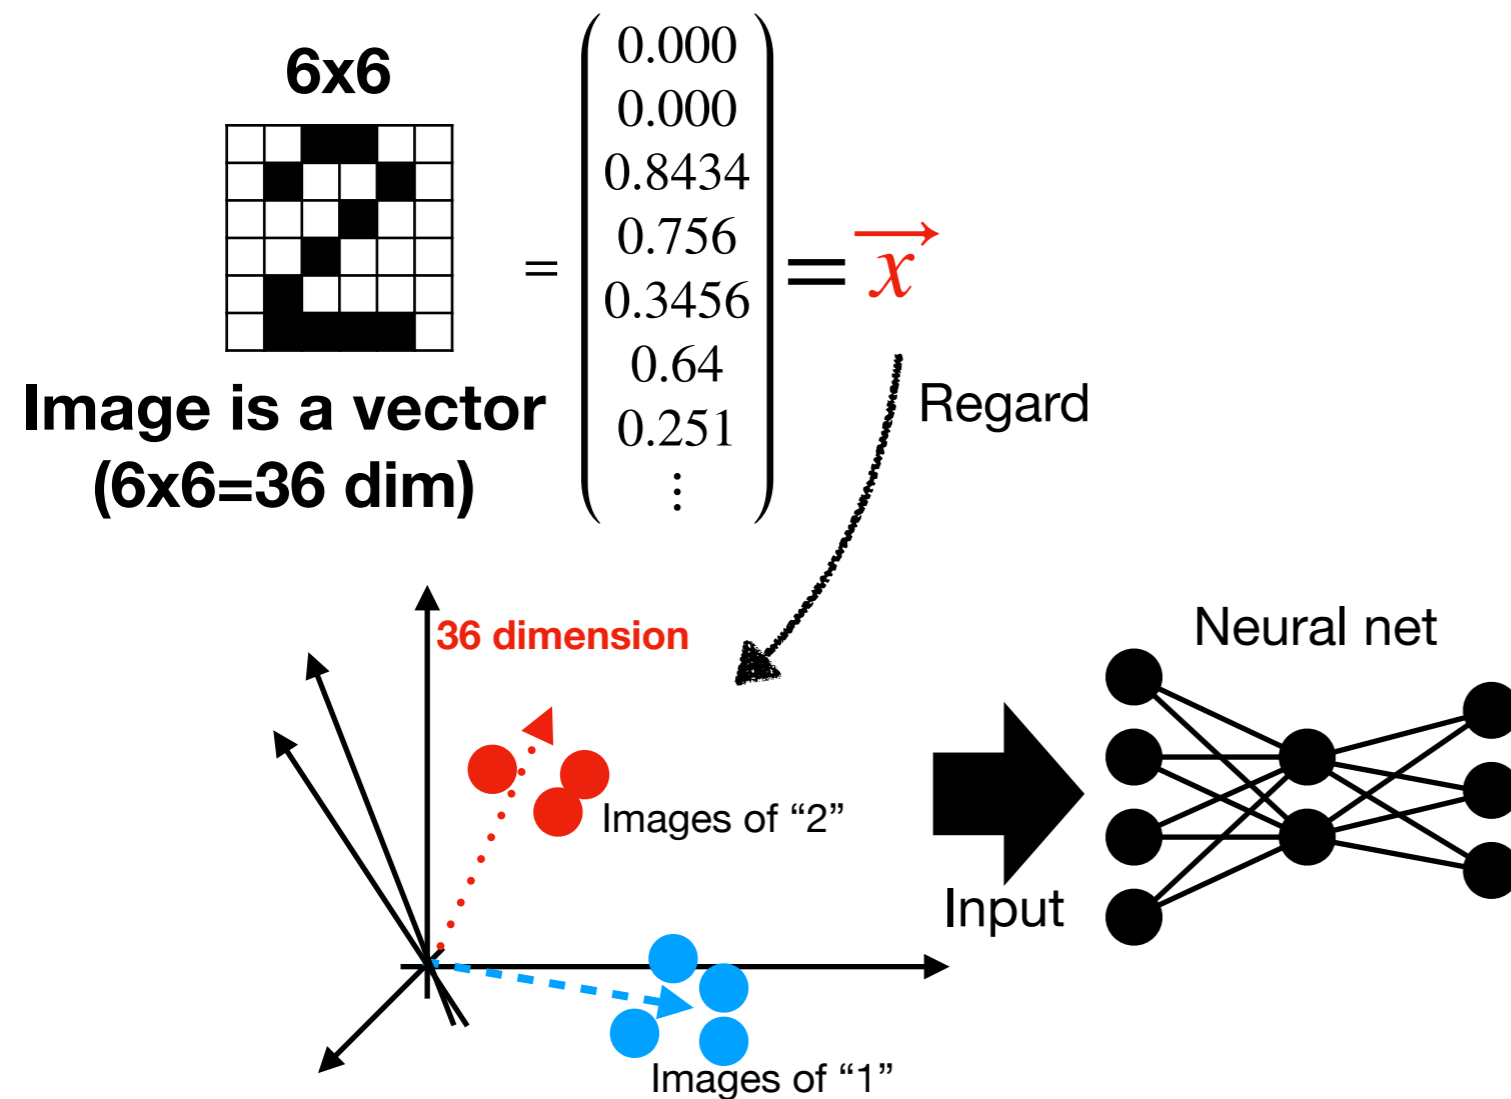 6x6
=
0.000
0.000
0.8434
0.756
0.3456
0.64
0.251
⋮
= x⃗
Image is a vector
(6x6=36 dim)
Regard
36 dimension
Images of “2”
Images of “1”
Input
Neural net